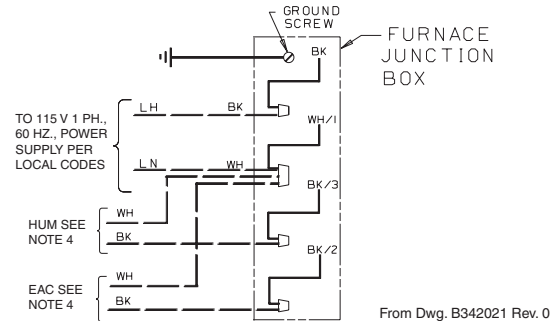 GROUND
SCREW
BK
FURNACE
JUNCTION
BOX
TO 115 V 1 PH.,
60 HZ., POWER
SUPPLY PER
LOCAL CODES
LH
BK
WH/1
LN
WH
BK/3
WH
HUM SEE
NOTE 4
BK
BK/2
WH
EAC SEE
NOTE 4
BK
From Dwg. B342021 Rev. 0